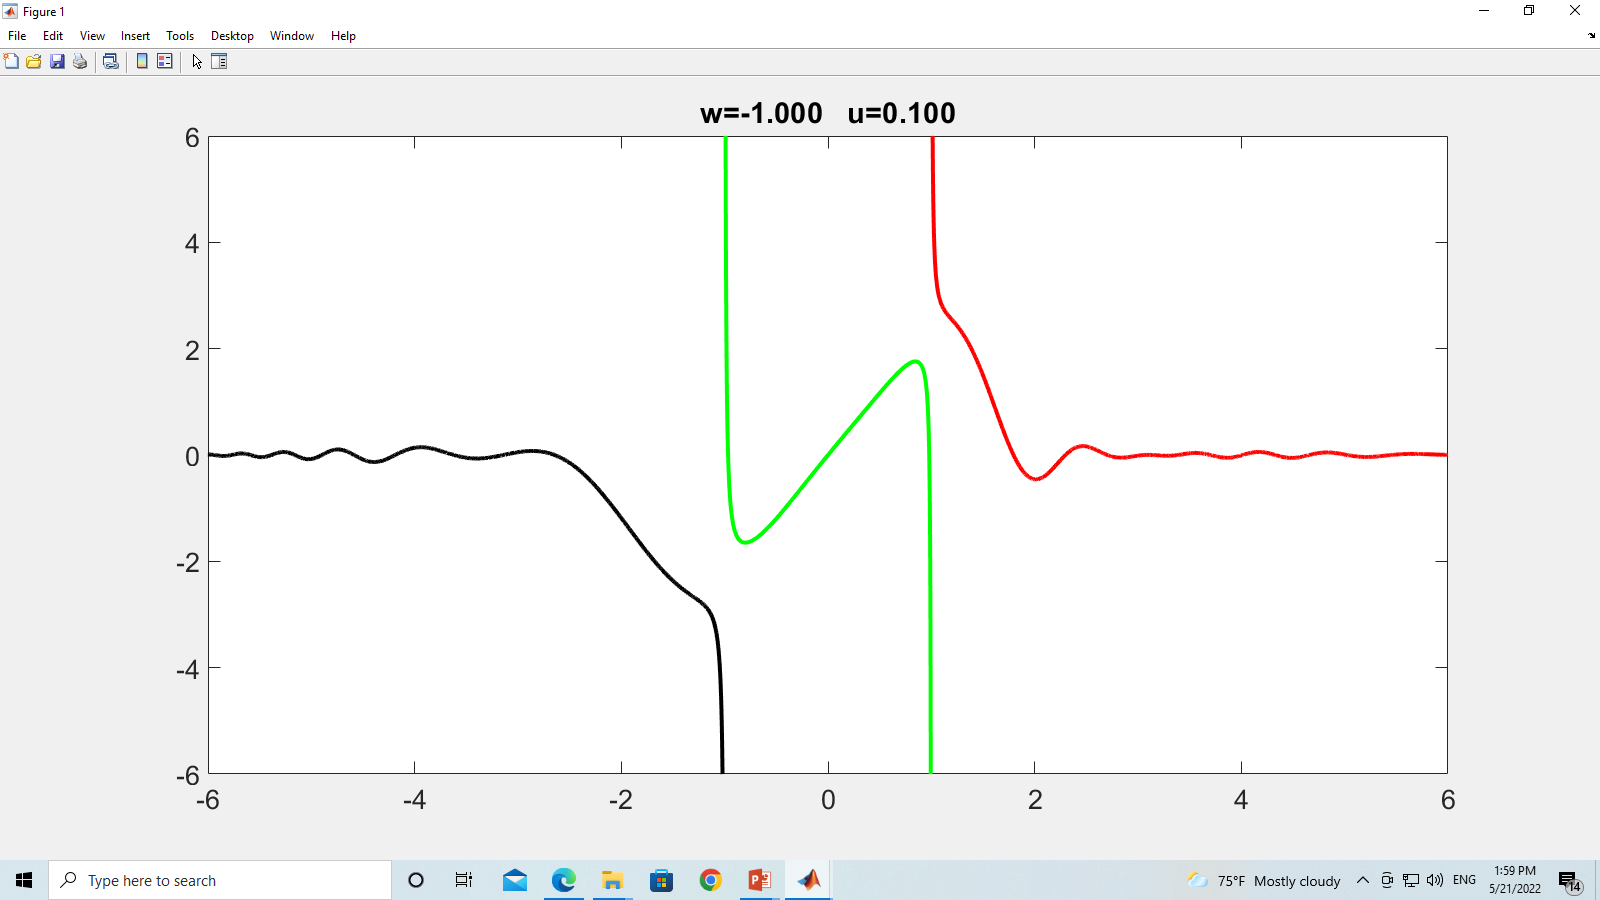 Figure 1
File Edit View Insert Tools Desktop Window Help
w=-1.000 u=0.100
6
4
2
0
-2
-4
-6
-6 -4 -2 0 2 4 6
Type here to search
75°F Mostly cloudy
ENG
1:59 PM
5/21/2022
14